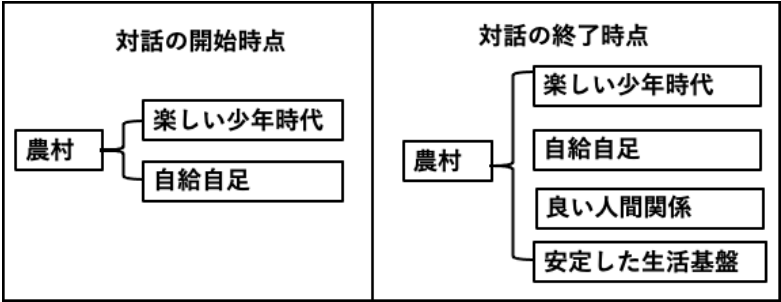 対話の開始時点
農村
楽しい少年時代
自給自足
対話の終了時点
農村
楽しい少年時代
自給自足
良い人間関係
安定した生活基盤